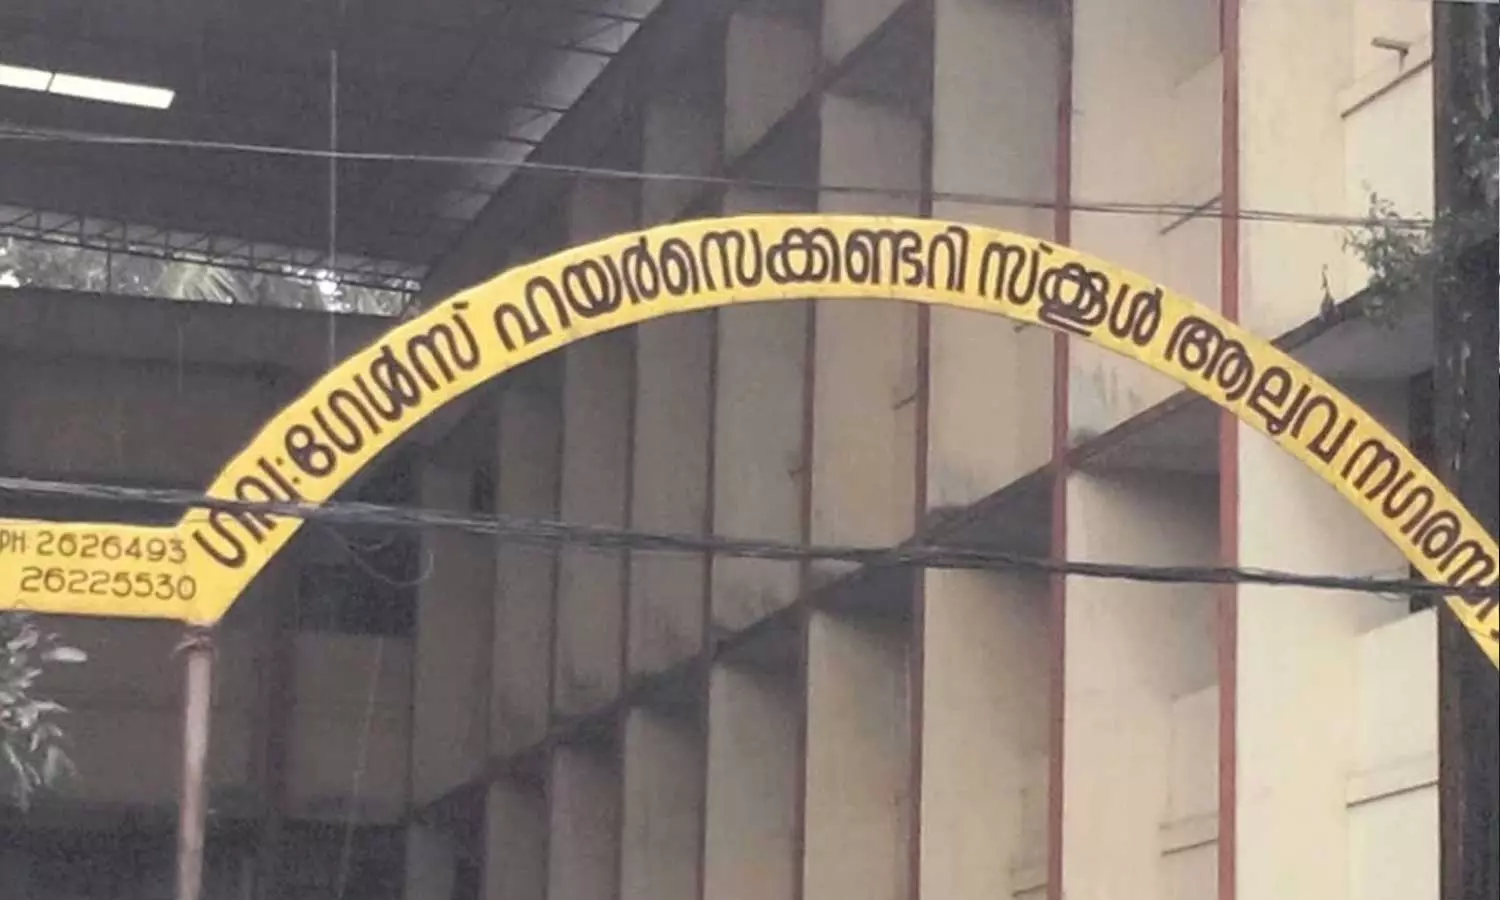 ഗവ: ഗേൾസ് ഹയർസെക്കണ്ടറി സ്ക്കൂൾ ആലുവ
PH 2626493
26225530